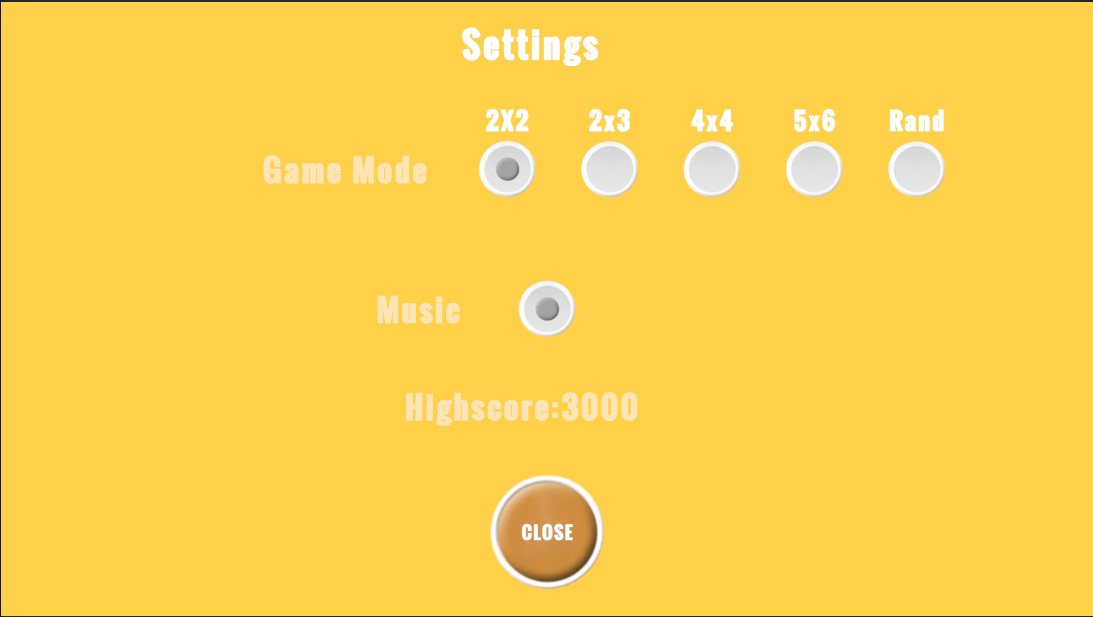 Settings
2X2 2x3 4x4 5x6 Rand
Game Mode
Music
Highscore:3000
CLOSE